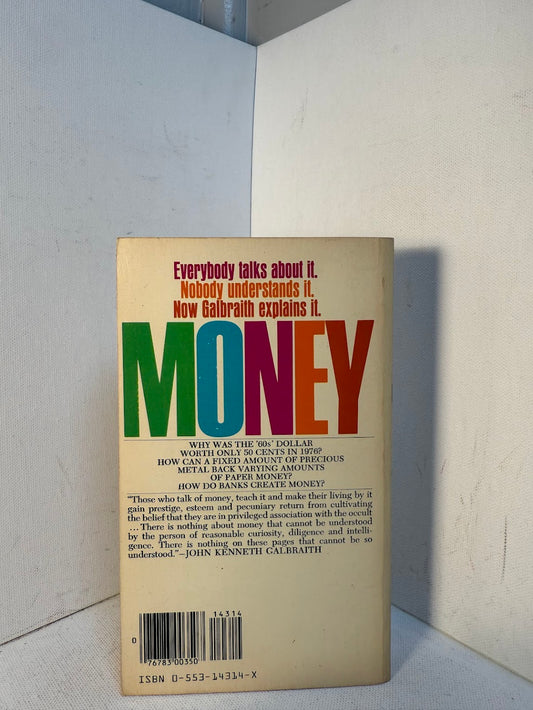 Everybody talks about it.
Nobody understands it.
Now Galbraith explains it.
MONEY
WHY WAS THE '60s' DOLLAR
WORTH ONLY 50 CENTS IN 1976?
HOW CAN A FIXED AMOUNT OF PRECIOUS
METAL BACK VARYING AMOUNTS
OF PAPER MONEY?
HOW DO BANKS CREATE MONEY?
"Those who talk of money, teach it and make their living by it
gain prestige, esteem and pecuniary return from cultivating
the belief that they are in privileged association with the occult
...There is nothing about money that cannot be understood
by the person of reasonable curiosity, diligence and intelli-
gence. There is nothing on these pages that cannot be so
understood."—JOHN KENNETH GALBRAITH
14314
0
76783 00350
ISBN 0-553-14314-X